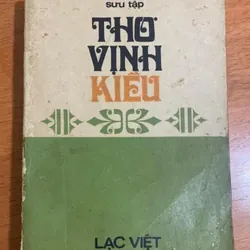 sưu tập
THƠ
VỊNH
KIỀU
LẠC VIỆT